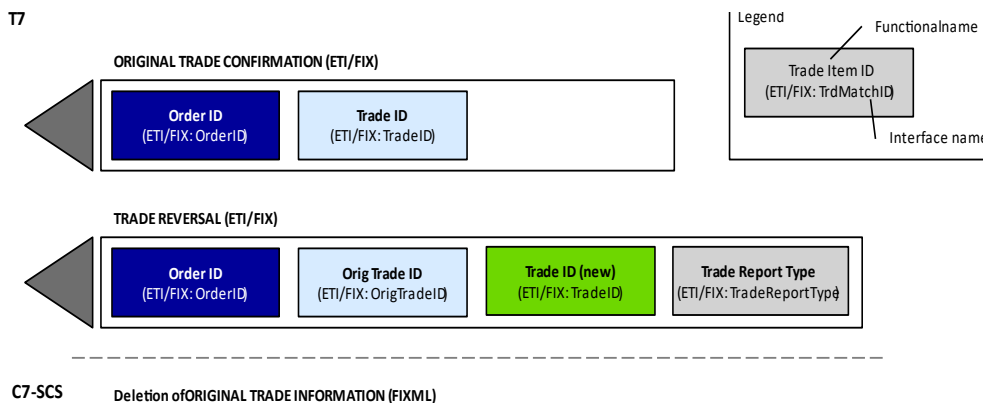 T7
Legend
Functionalname
Trade Item ID
(ETI/FIX: TrdMatchID)
Interface name
ORIGINAL TRADE CONFIRMATION (ETI/FIX)
Order ID
(ETI/FIX: OrderID)
Trade ID
(ETI/FIX: TradeID)
TRADE REVERSAL (ETI/FIX)
Order ID
(ETI/FIX: OrderID)
Orig Trade ID
(ETI/FIX: OrigTradeID)
Trade ID (new)
(ETI/FIX: TradeID)
Trade Report Type
(ETI/FIX: TradeReportType)
C7-SCS
Deletion ofORIGINAL TRADE INFORMATION (FIXML)